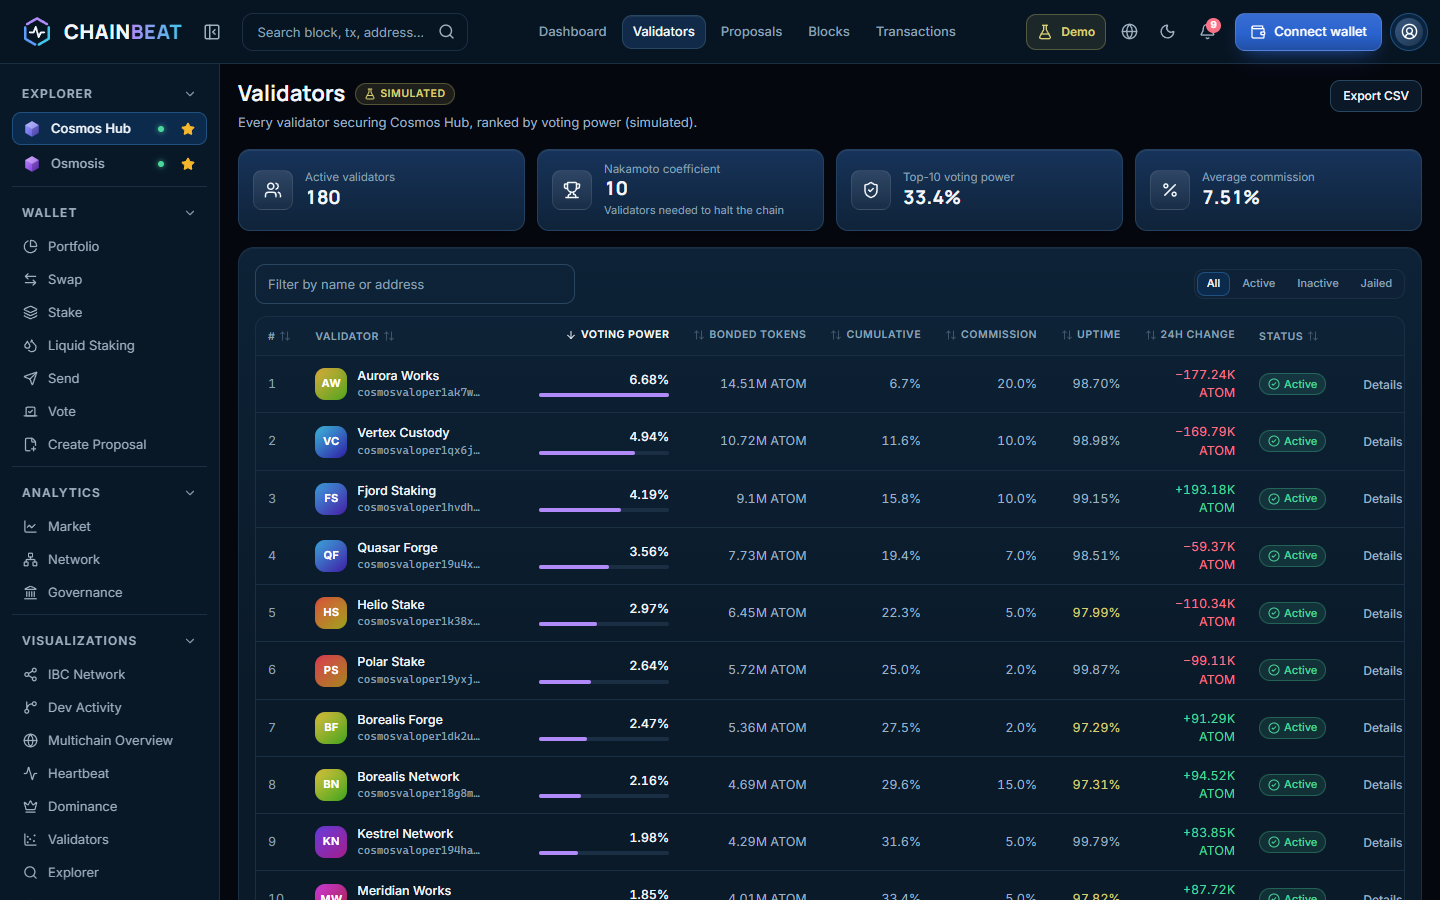 CHAINBEAT
Search block, tx, address...
Dashboard
Validators
Proposals
Blocks
Transactions
Demo
9
Connect wallet
EXPLORER
Cosmos Hub
Osmosis
WALLET
Portfolio
Swap
Stake
Liquid Staking
Send
Vote
Create Proposal
ANALYTICS
Market
Network
Governance
VISUALIZATIONS
IBC Network
Dev Activity
Multichain Overview
Heartbeat
Dominance
Validators
Explorer
Validators
SIMULATED
Every validator securing Cosmos Hub, ranked by voting power (simulated).
Export CSV
Active validators
180
Nakamoto coefficient
10
Validators needed to halt the chain
Top-10 voting power
33.4%
Average commission
7.51%
Filter by name or address
All Active Inactive Jailed
# VALIDATOR VOTING POWER BONDED TOKENS CUMULATIVE COMMISSION UPTIME 24H CHANGE STATUS
1 AW Aurora Works 6.68% 14.51M ATOM 6.7% 20.0% 98.70% −177.24K ATOM Active Details
cosmosvaloper1ak7w…
2 VC Vertex Custody 4.94% 10.72M ATOM 11.6% 10.0% 98.98% −169.79K ATOM Active Details
cosmosvaloper1qx6j…
3 FS Fjord Staking 4.19% 9.1M ATOM 15.8% 10.0% 99.15% +193.18K ATOM Active Details
cosmosvaloper1hvdh…
4 QF Quasar Forge 3.56% 7.73M ATOM 19.4% 7.0% 98.51% −59.37K ATOM Active Details
cosmosvaloper19u4x…
5 HS Helio Stake 2.97% 6.45M ATOM 22.3% 5.0% 97.99% −110.34K ATOM Active Details
cosmosvaloper1k38x…
6 PS Polar Stake 2.64% 5.72M ATOM 25.0% 2.0% 99.87% −99.11K ATOM Active Details
cosmosvaloper19yxj…
7 BF Borealis Forge 2.47% 5.36M ATOM 27.5% 2.0% 97.29% +91.29K ATOM Active Details
cosmosvaloper1dk2u…
8 BN Borealis Network 2.16% 4.69M ATOM 29.6% 15.0% 97.31% +94.52K ATOM Active Details
cosmosvaloper18g8m…
9 KN Kestrel Network 1.98% 4.29M ATOM 31.6% 5.0% 99.79% +83.85K ATOM Active Details
cosmosvaloper194ha…
10 MW Meridian Works 1.85% 4.01M ATOM 33.4% 5.0% 97.82% +87.72K Active Details